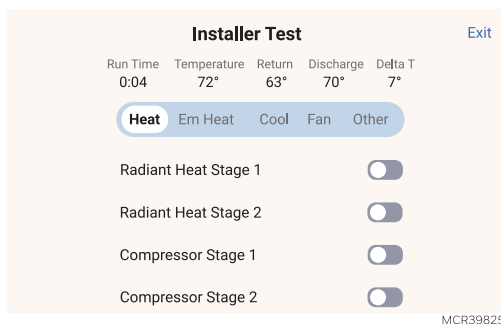 Installer Test
Exit
Run Time Temperature Return Discharge Delta T
0:04 72° 63° 70° 7°
Heat Em Heat Cool Fan Other
Radiant Heat Stage 1
Radiant Heat Stage 2
Compressor Stage 1
Compressor Stage 2
MCR39825